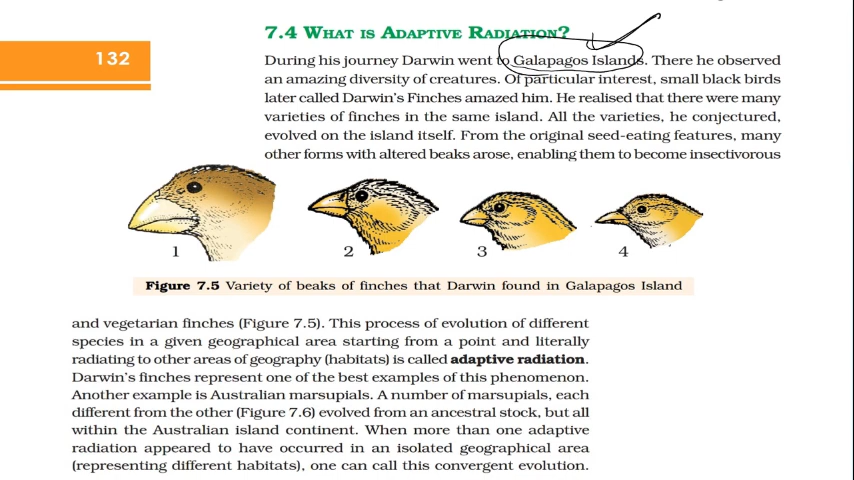 7.4 WHAT IS ADAPTIVE RADIATION?
132
During his journey Darwin went to Galapagos Islands. There he observed
an amazing diversity of creatures. Of particular interest, small black birds
later called Darwin's Finches amazed him. He realised that there were many
varieties of finches in the same island. All the varieties, he conjectured,
evolved on the island itself. From the original seed-eating features, many
other forms with altered beaks arose, enabling them to become insectivorous
1 2 3 4
Figure 7.5 Variety of beaks of finches that Darwin found in Galapagos Island
and vegetarian finches (Figure 7.5). This process of evolution of different
species in a given geographical area starting from a point and literally
radiating to other areas of geography (habitats) is called adaptive radiation.
Darwin's finches represent one of the best examples of this phenomenon.
Another example is Australian marsupials. A number of marsupials, each
different from the other (Figure 7.6) evolved from an ancestral stock, but all
within the Australian island continent. When more than one adaptive
radiation appeared to have occurred in an isolated geographical area
(representing different habitats), one can call this convergent evolution.